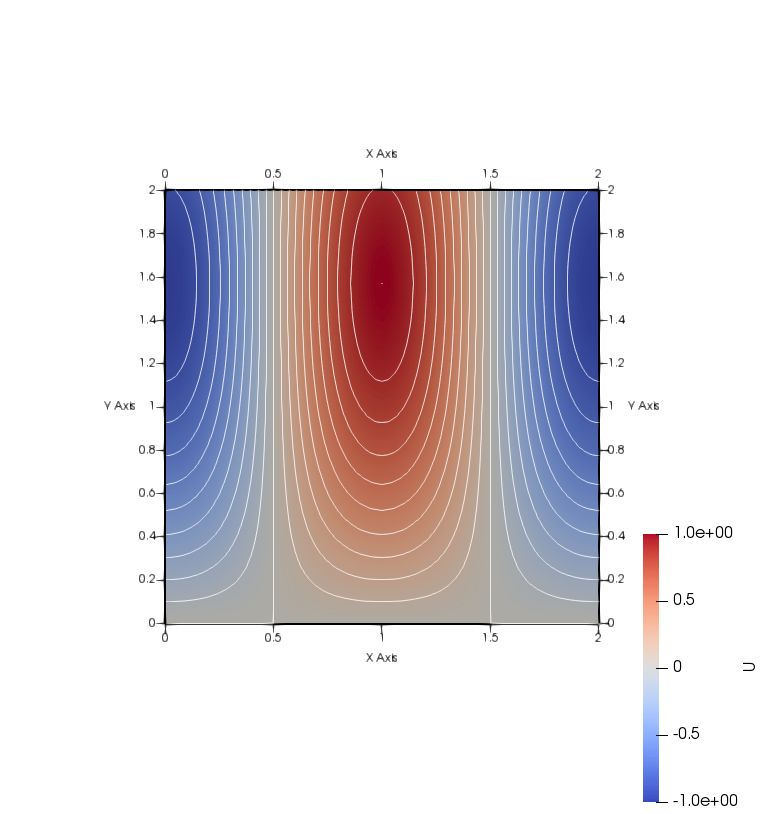 X Axis
0 0.5 1 1.5 2
2 2
1.8 1.8
1.6 1.6
1.4 1.4
1.2 1.2
Y Axis 1 1 Y Axis
0.8 0.8
0.6 0.6
0.4 0.4
0.2 0.2
0 0
0 0.5 1 1.5 2
X Axis
1.0e+00
0.5
0
-0.5
-1.0e+00
U